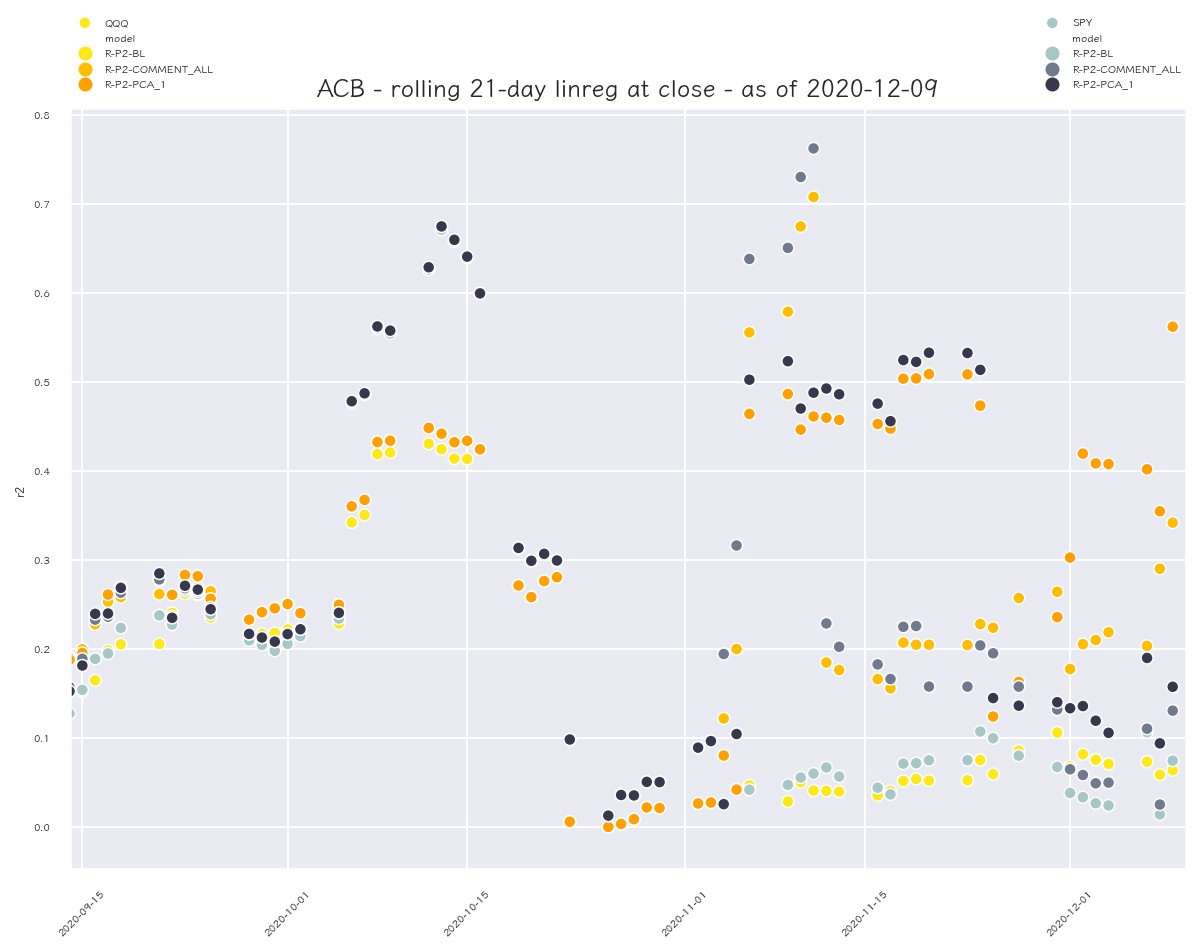 QQQ
model
R-P2-BL
R-P2-COMMENT_ALL
R-P2-PCA_1
SPY
model
R-P2-BL
R-P2-COMMENT_ALL
R-P2-PCA_1
ACB - rolling 21-day linreg at close - as of 2020-12-09
0.8
0.7
0.6
0.5
0.4
0.3
0.2
0.1
0.0
r2
2020-09-15
2020-10-01
2020-10-15
2020-11-01
2020-11-15
2020-12-01